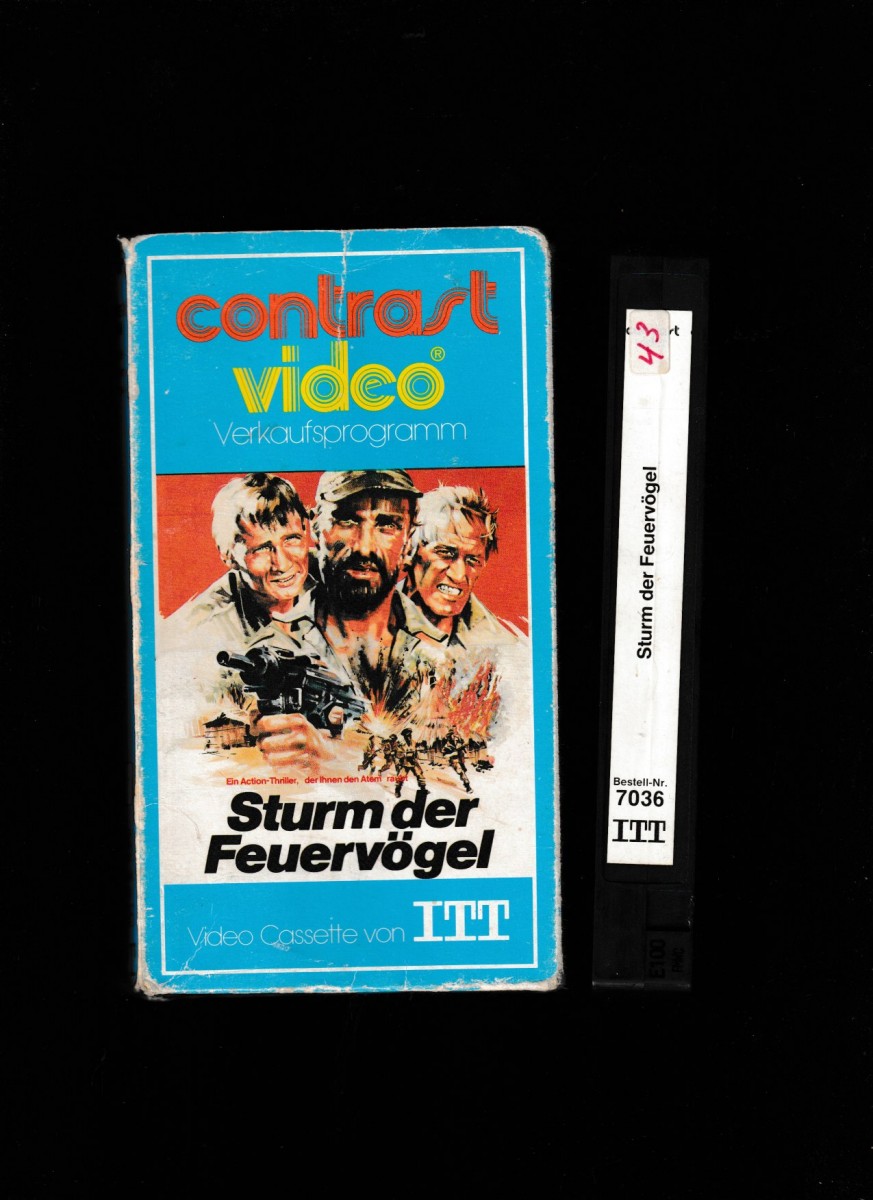 contrast
video®
Verkaufsprogramm
Ein Action-Thriller, der Ihnen den Atem raubt
Sturm der
Feuervögel
Video Cassette von ITT
43
Sturm der Feuervögel
Bestell-Nr.
7036
ITT
E100